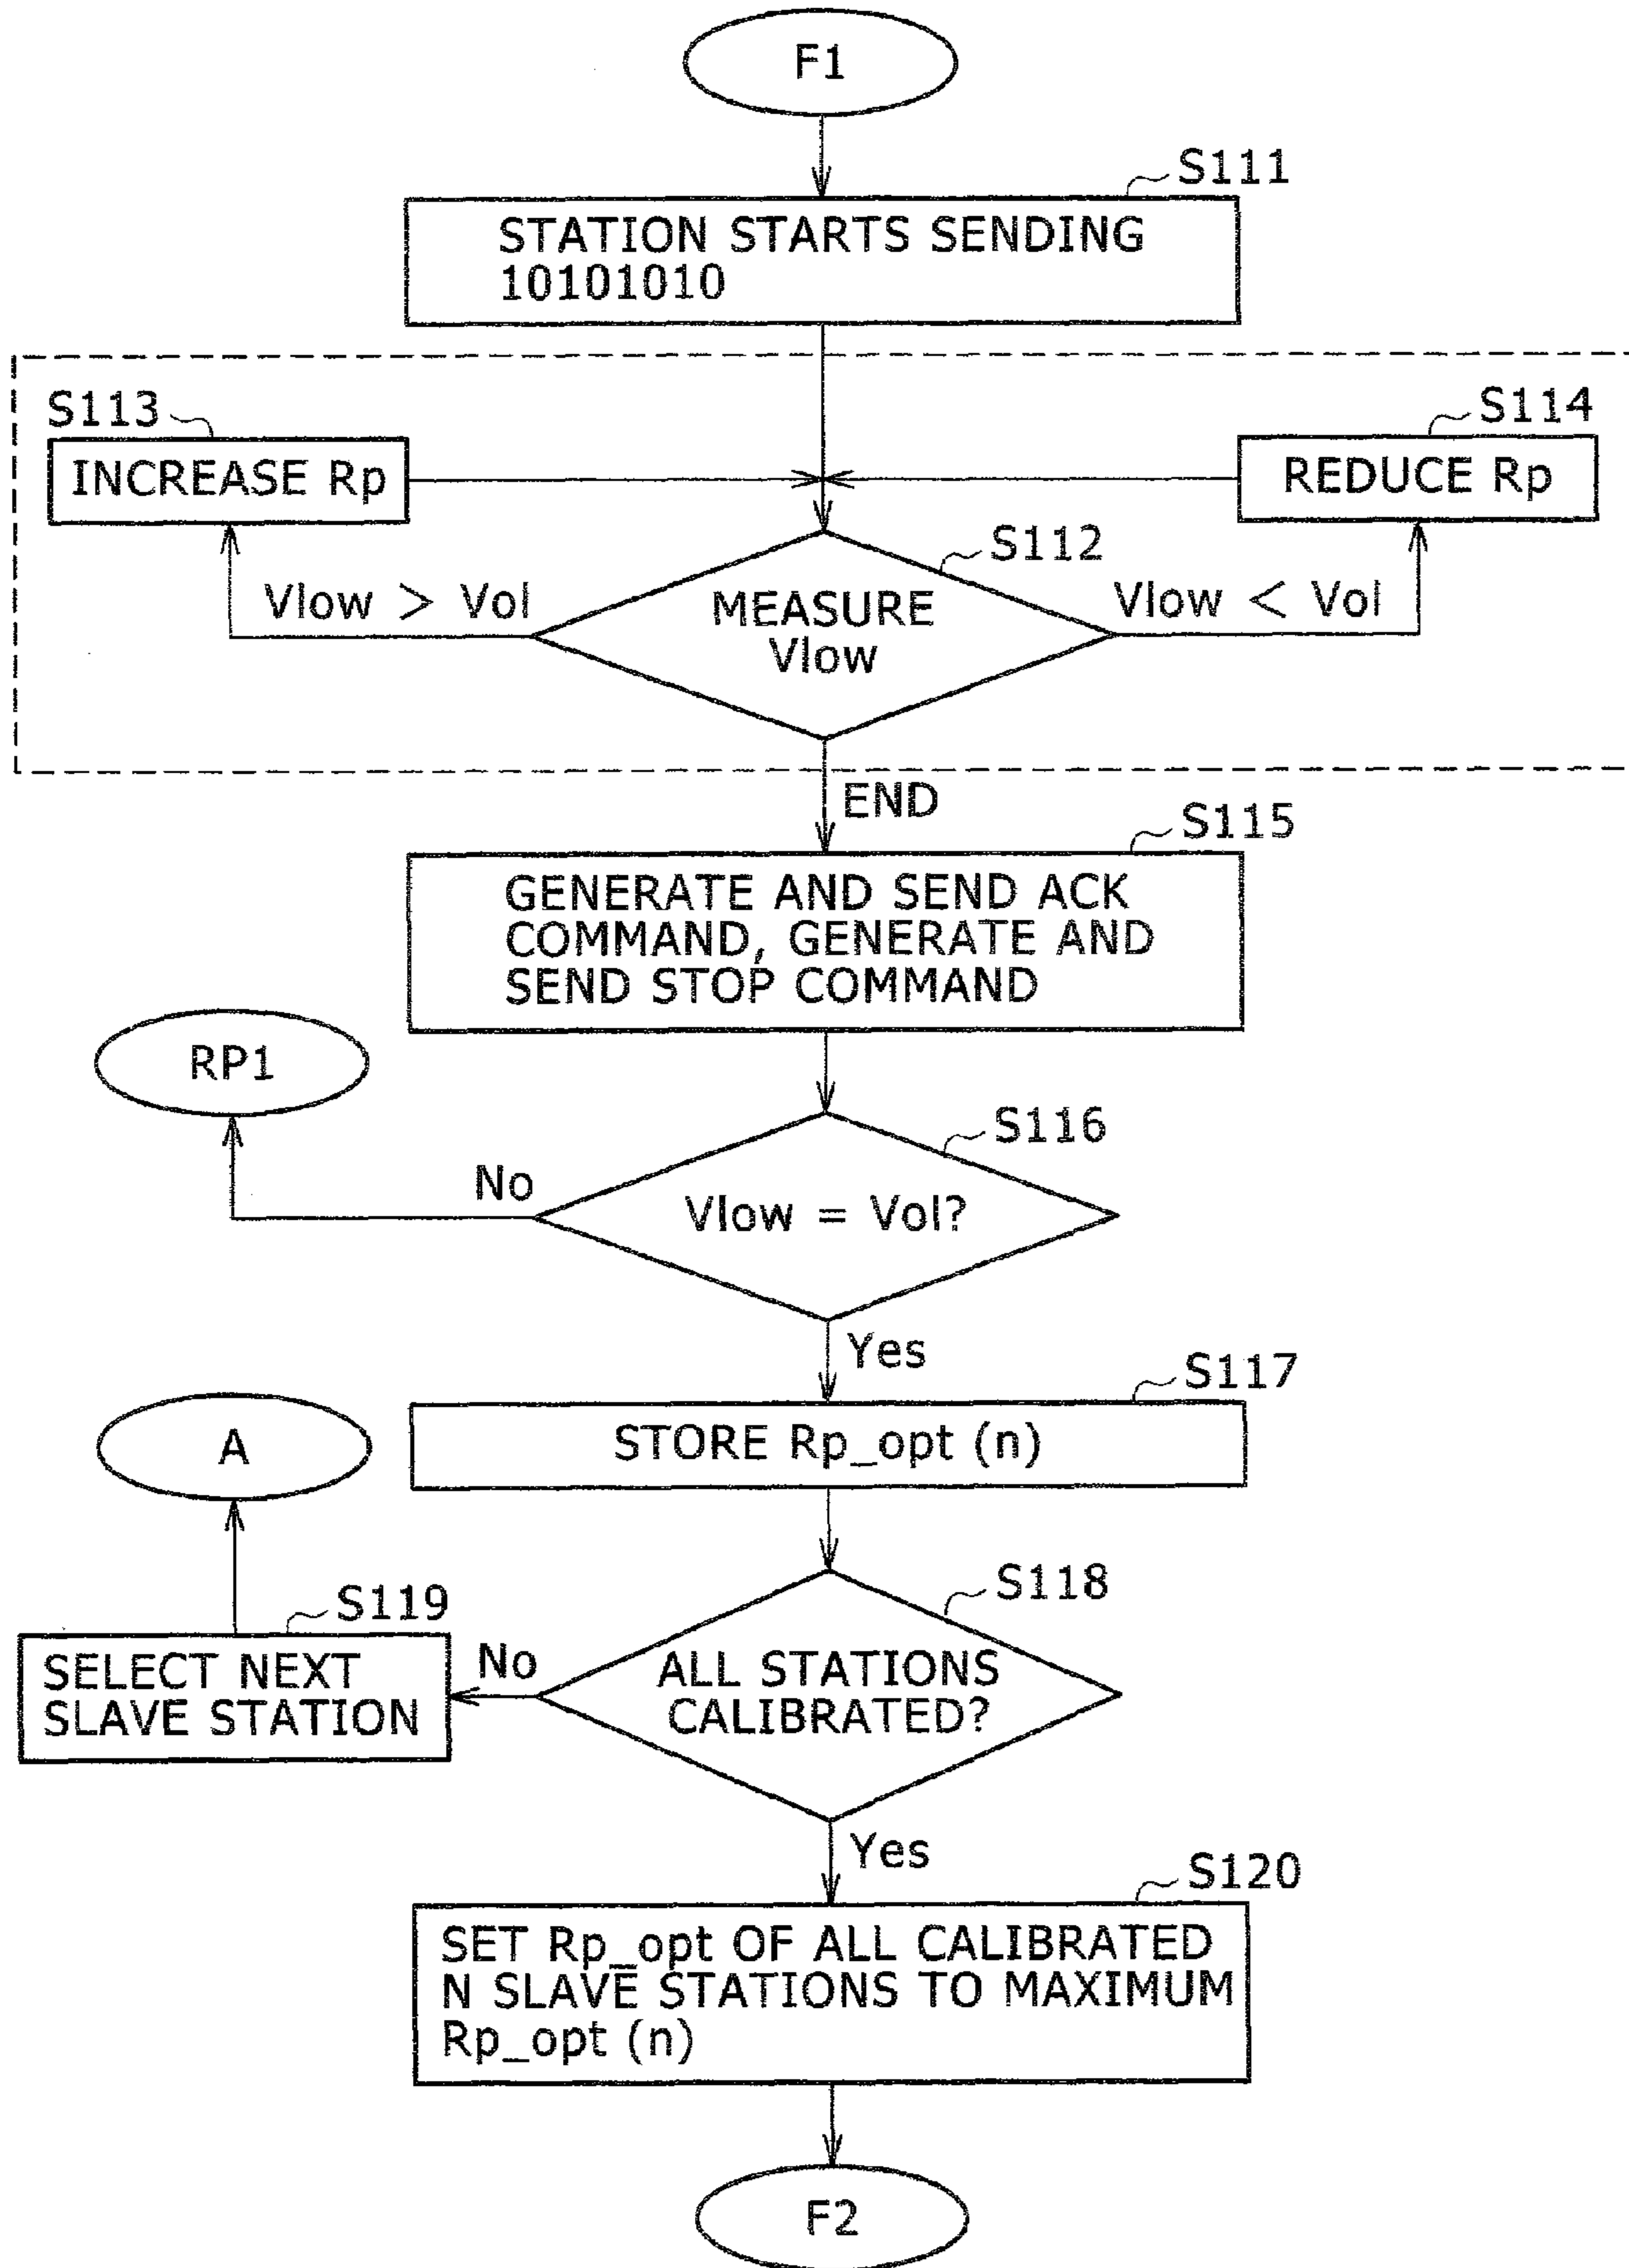 F1
S111
STATION STARTS SENDING
10101010
S113
INCREASE Rp
S114
REDUCE Rp
S112
Vlow > Vol
MEASURE
Vlow
Vlow < Vol
END
S115
GENERATE AND SEND ACK
COMMAND, GENERATE AND
SEND STOP COMMAND
RP1
S116
No
Vlow = Vol?
Yes
S117
STORE Rp_opt (n)
A
S118
S119
SELECT NEXT
SLAVE STATION
No
ALL STATIONS
CALIBRATED?
Yes
S120
SET Rp_opt OF ALL CALIBRATED
N SLAVE STATIONS TO MAXIMUM
Rp_opt (n)
F2